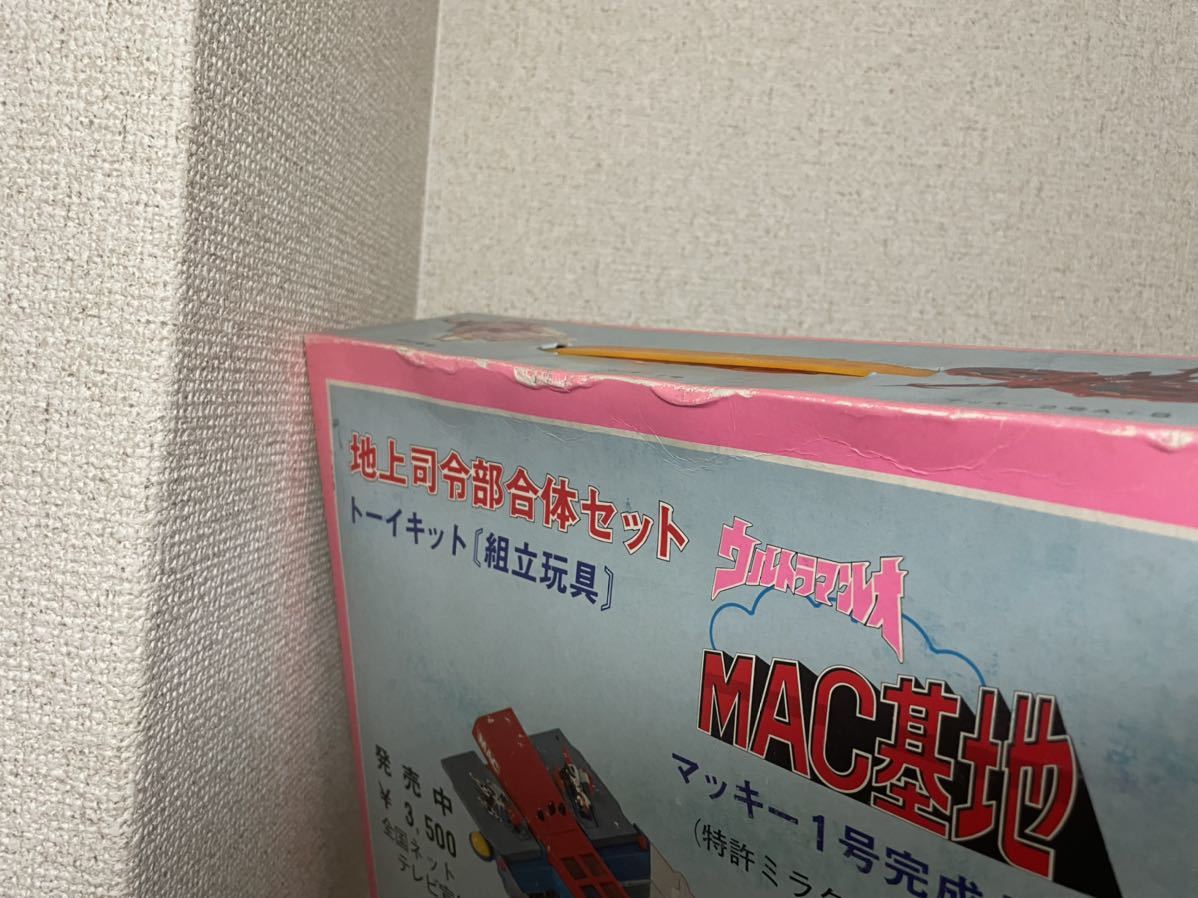 地上司令部合体セット
トーイキット〔組立玩具〕
ウルトラマンレオ
MAC基地
マッキー1号完成
(特許ミラク
発売中
¥3,500
全国ネット
テレビ宣